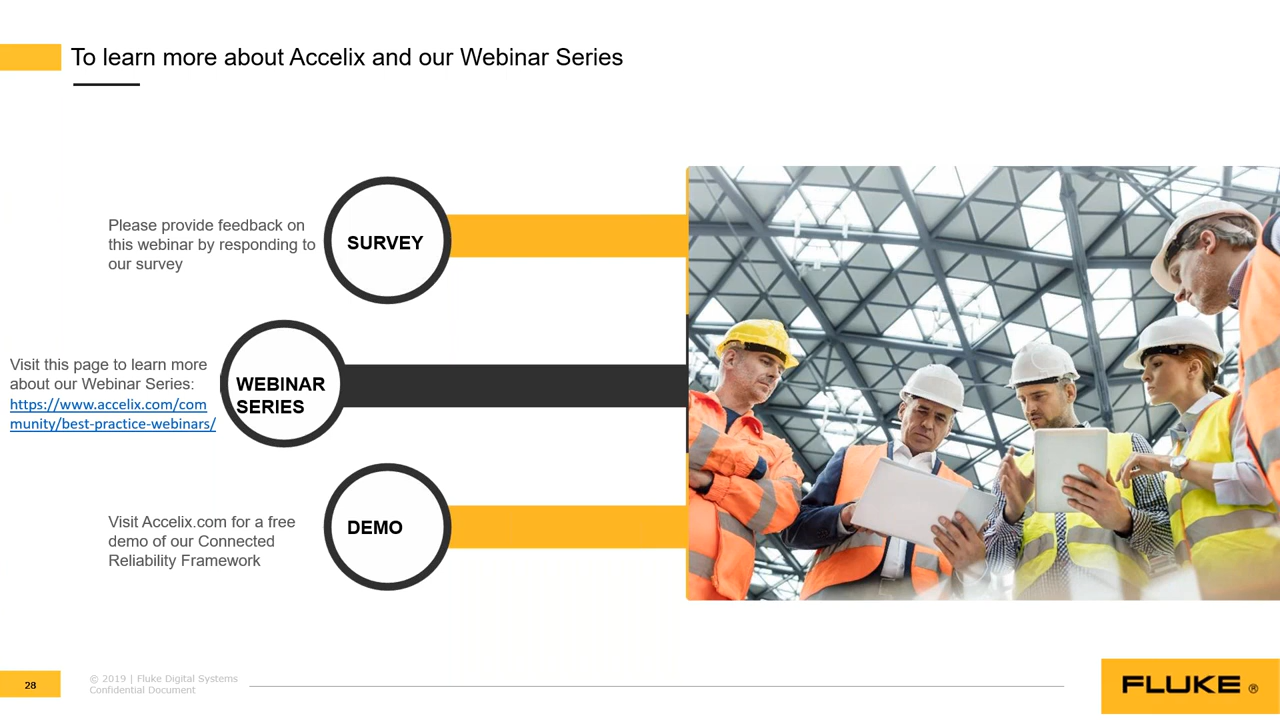 To learn more about Accelix and our Webinar Series
Please provide feedback on
this webinar by responding to
our survey
SURVEY
Visit this page to learn more
about our Webinar Series:
https://www.accelix.com/com
munity/best-practice-webinars/
WEBINAR
SERIES
Visit Accelix.com for a free
demo of our Connected
Reliability Framework
DEMO
28
© 2019 | Fluke Digital Systems
Confidential Document
FLUKE ®